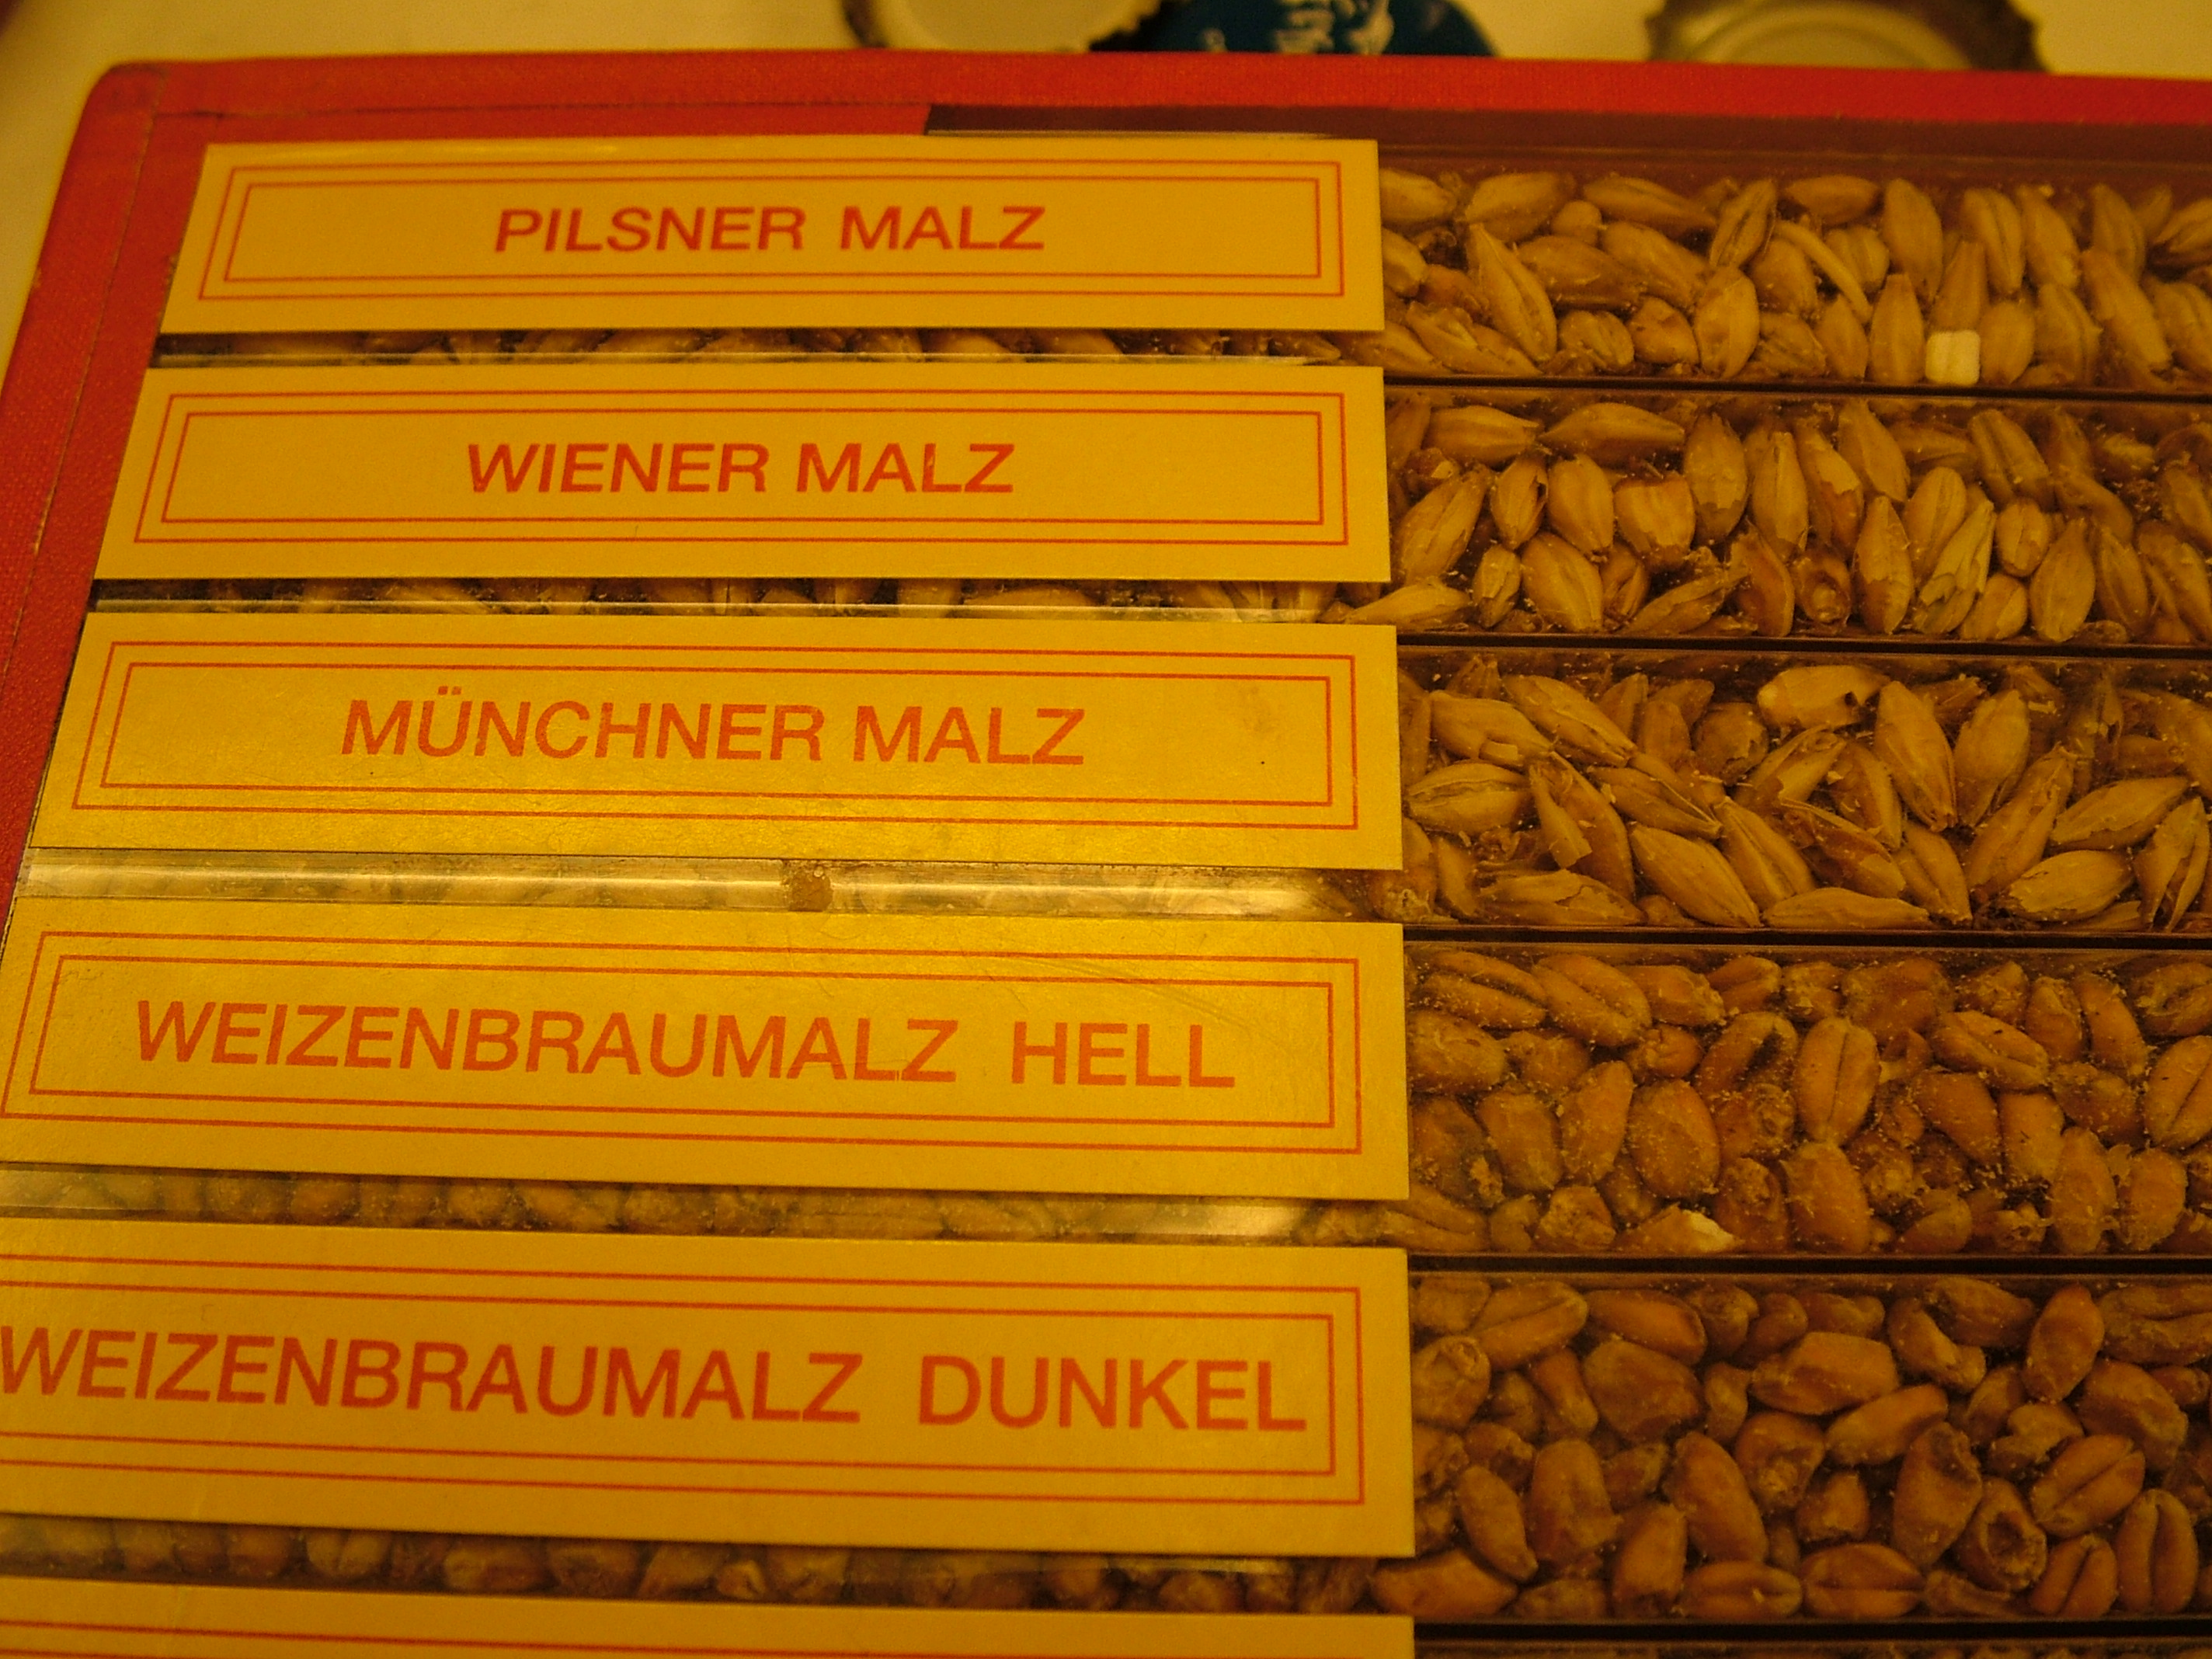 PILSNER MALZ
WIENER MALZ
MÜNCHNER MALZ
WEIZENBRAUMALZ HELL
WEIZENBRAUMALZ DUNKEL